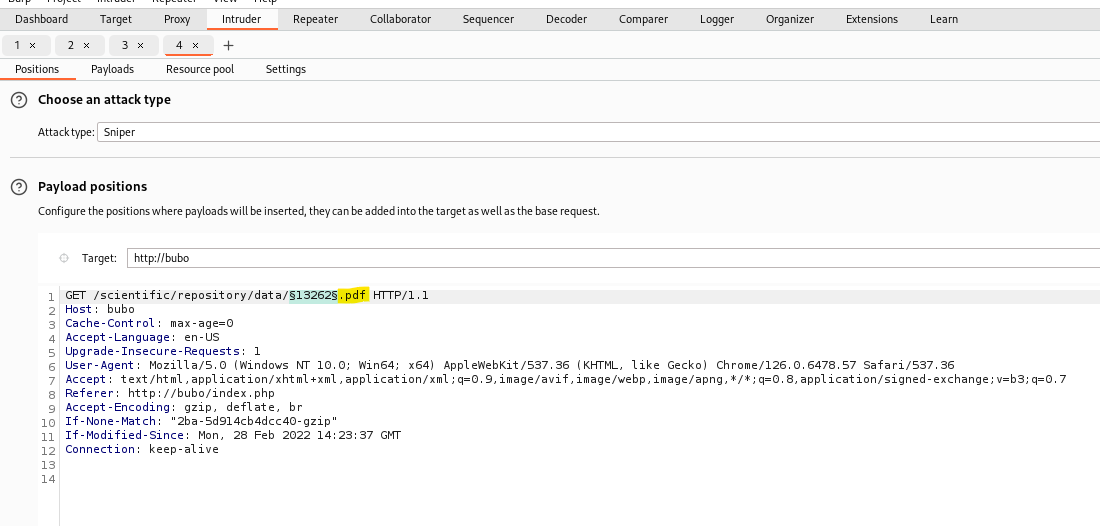 Burp Project Intruder Repeater View Help
Dashboard Target Proxy Intruder Repeater Collaborator Sequencer Decoder Comparer Logger Organizer Extensions Learn
1 × 2 × 3 × 4 × +
Positions Payloads Resource pool Settings
? Choose an attack type
Attack type: Sniper
? Payload positions
Configure the positions where payloads will be inserted, they can be added into the target as well as the base request.
Target: http://bubo
1 GET /scientific/repository/data/§13262§.pdf HTTP/1.1
2 Host: bubo
3 Cache-Control: max-age=0
4 Accept-Language: en-US
5 Upgrade-Insecure-Requests: 1
6 User-Agent: Mozilla/5.0 (Windows NT 10.0; Win64; x64) AppleWebKit/537.36 (KHTML, like Gecko) Chrome/126.0.6478.57 Safari/537.36
7 Accept: text/html,application/xhtml+xml,application/xml;q=0.9,image/avif,image/webp,image/apng,*/*;q=0.8,application/signed-exchange;v=b3;q=0.7
8 Referer: http://bubo/index.php
9 Accept-Encoding: gzip, deflate, br
10 If-None-Match: "2ba-5d914cb4dcc40-gzip"
11 If-Modified-Since: Mon, 28 Feb 2022 14:23:37 GMT
12 Connection: keep-alive
13
14